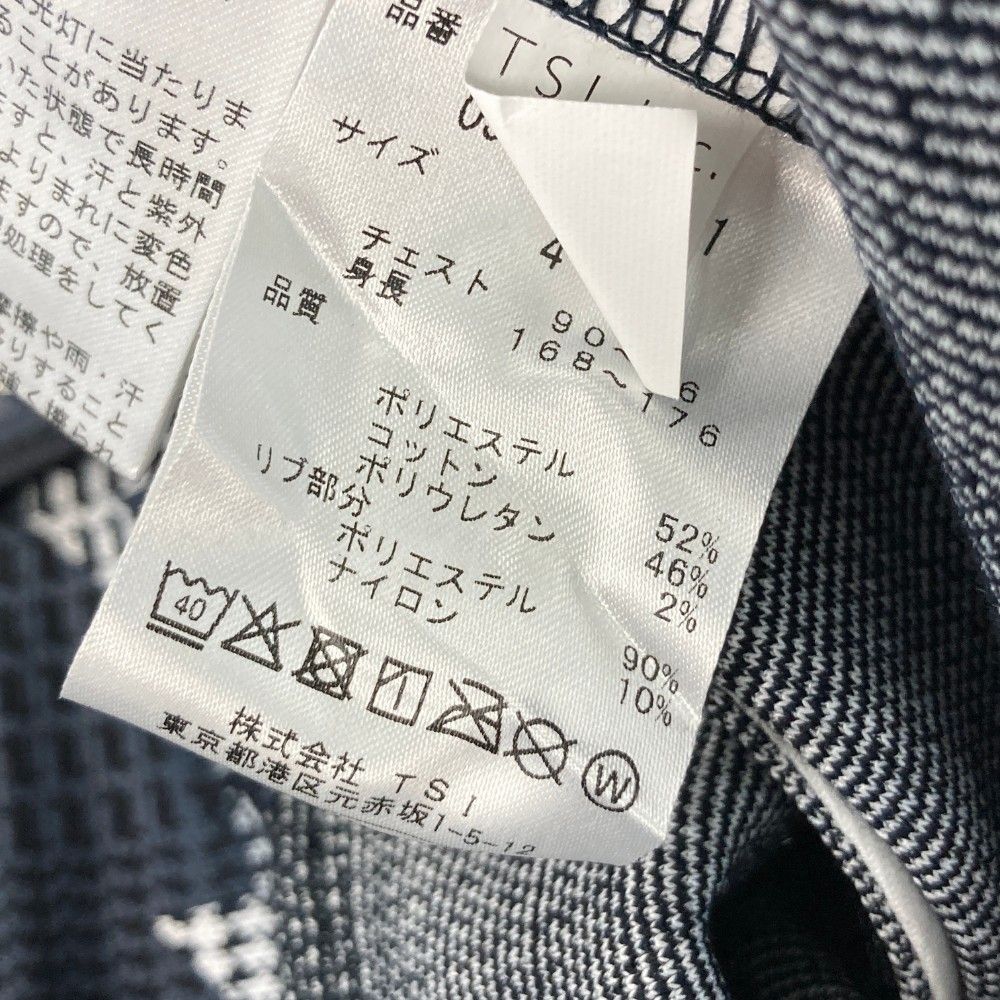 光灯に当たりま
ることがあります。
いた状態で長時間
すと、汗と紫外
よりまれに変色
ますので、放置
処理をしてく
摩擦や雨・汗
りすること
品番
TSI
サイズ
4
1
チェスト
90～
6
身長
168～176
品質
ポリエステル 52%
コットン 46%
ポリウレタン 2%
リブ部分
ポリエステル 90%
ナイロン 10%
40
W
株式会社 TSI
東京都港区元赤坂1-5-12